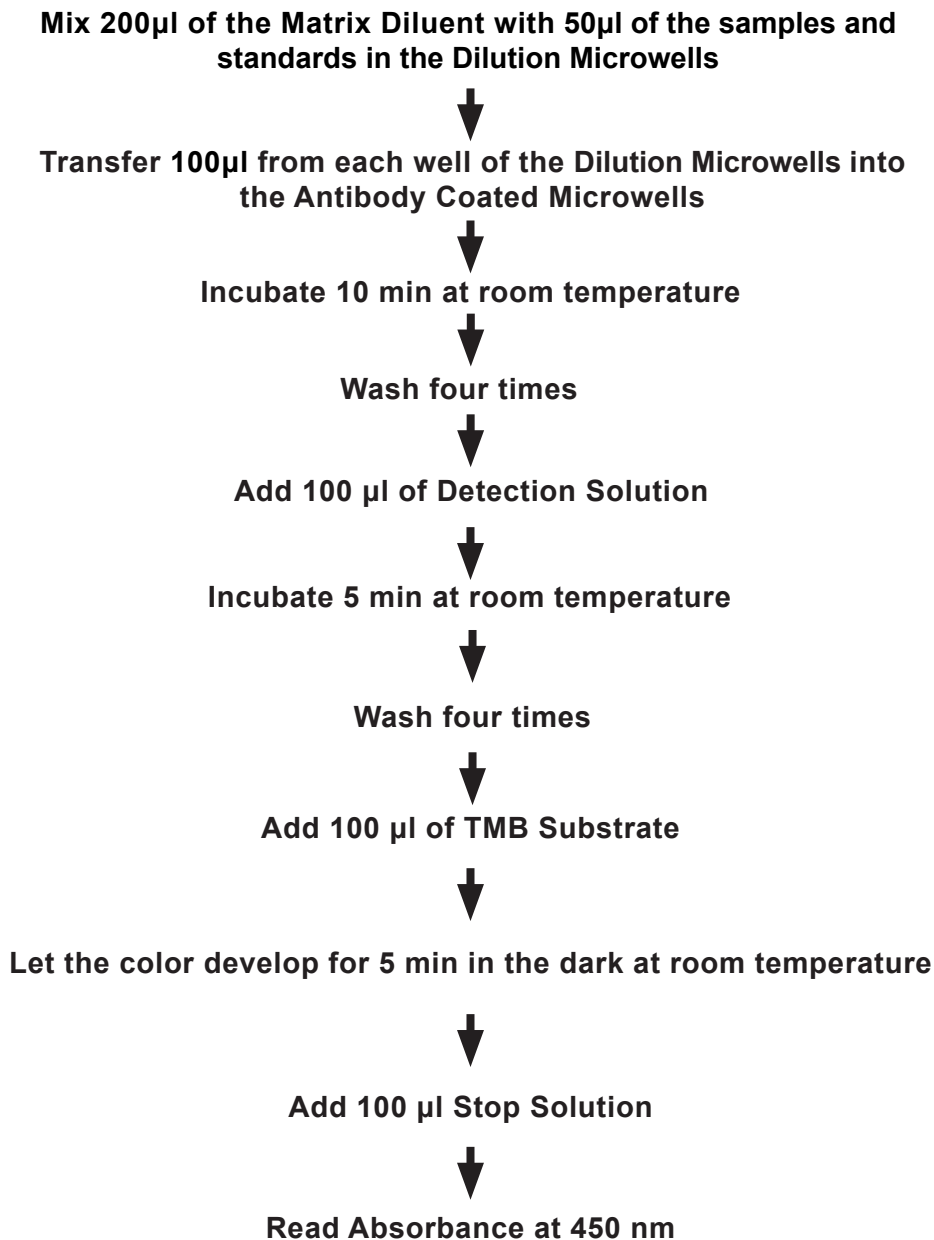 Mix 200µl of the Matrix Diluent with 50µl of the samples and
standards in the Dilution Microwells
Transfer 100µl from each well of the Dilution Microwells into
the Antibody Coated Microwells
Incubate 10 min at room temperature
Wash four times
Add 100 µl of Detection Solution
Incubate 5 min at room temperature
Wash four times
Add 100 µl of TMB Substrate
Let the color develop for 5 min in the dark at room temperature
Add 100 µl Stop Solution
Read Absorbance at 450 nm